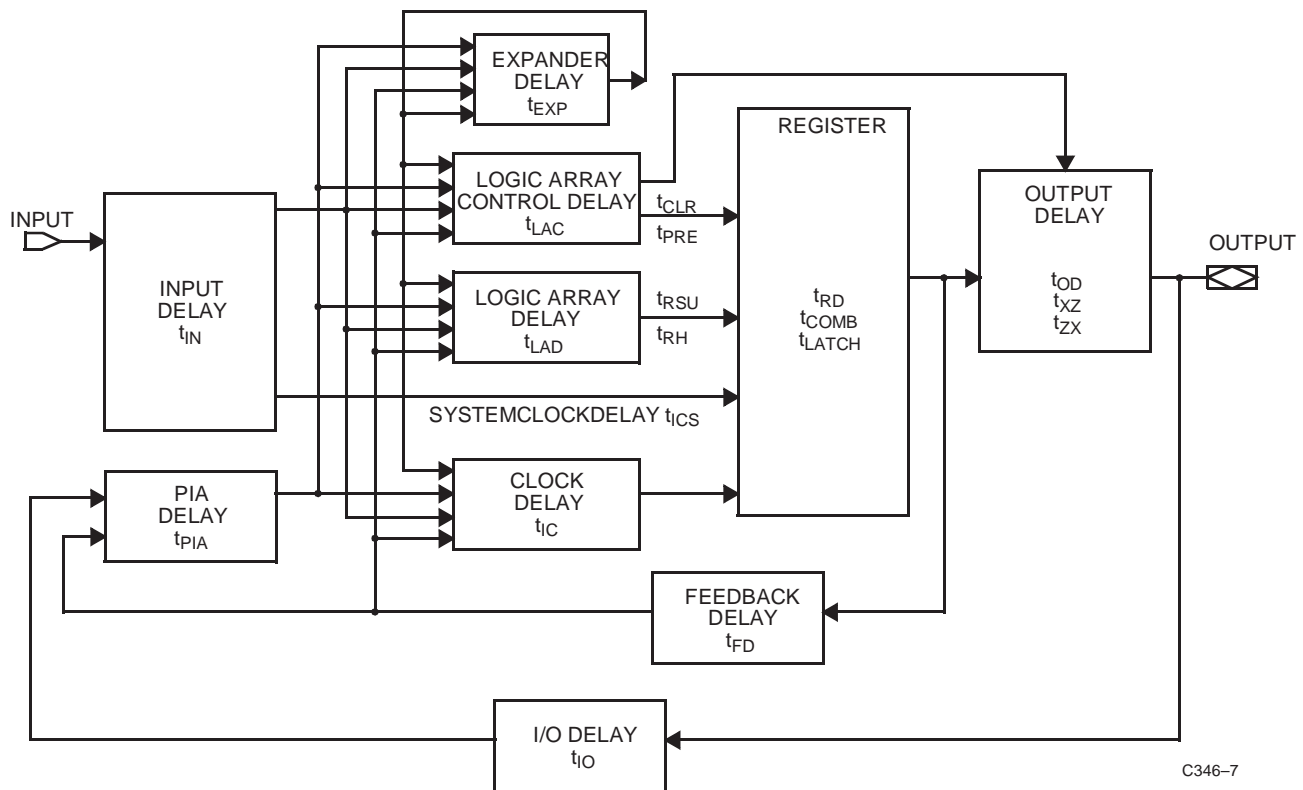 EXPANDER
DELAY
tEXP
REGISTER
LOGIC ARRAY
CONTROL DELAY
tLAC
tCLR
tPRE
OUTPUT
DELAY
tOD
tXZ
tZX
INPUT
OUTPUT
INPUT
DELAY
tIN
LOGIC ARRAY
DELAY
tLAD
tRSU
tRH
tRD
tCOMB
tLATCH
SYSTEMCLOCKDELAY tICS
PIA
DELAY
tPIA
CLOCK
DELAY
tIC
FEEDBACK
DELAY
tFD
I/O DELAY
tIO
C346–7